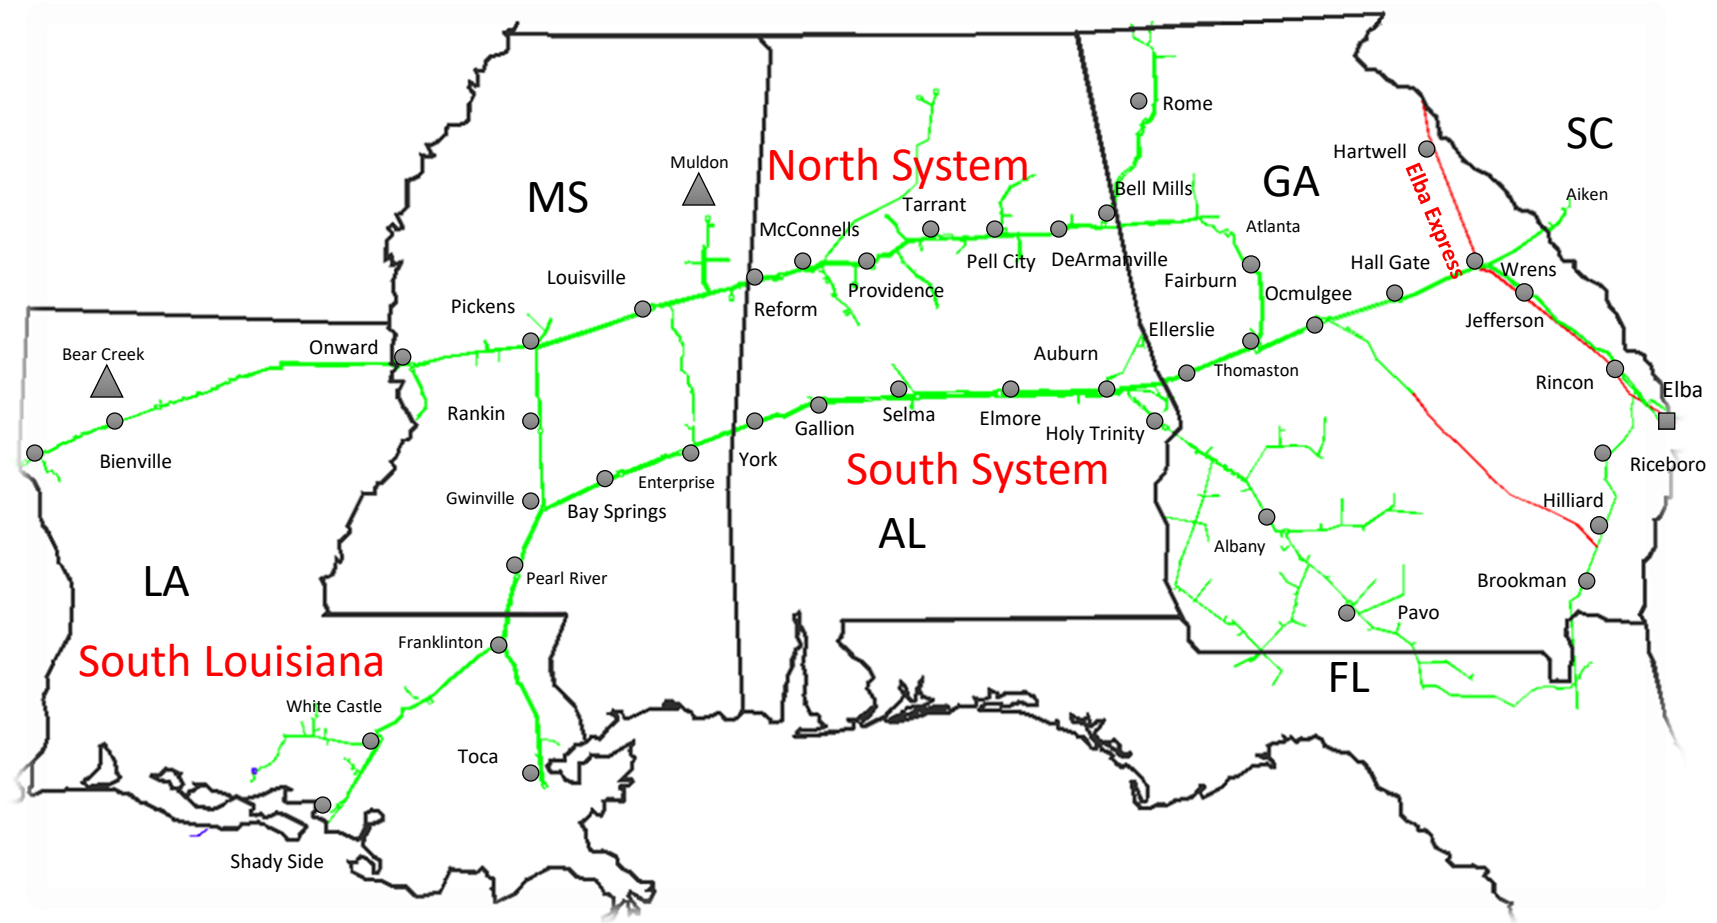 Rome
SC
Hartwell
Muldon
North System
MS
GA
Elba Express
Bell Mills
Aiken
Tarrant
McConnells
Atlanta
Pell City
DeArmanville
Hall Gate
Wrens
Louisville
Providence
Fairburn
Ocmulgee
Pickens
Reform
Jefferson
Ellerslie
Bear Creek
Onward
Auburn
Thomaston
Rincon
Elba
Rankin
Gallion
Selma
Elmore
Holy Trinity
Bienville
York
South System
Riceboro
Enterprise
Gwinville
Bay Springs
Hilliard
AL
Albany
LA
Pearl River
Brookman
Pavo
Franklinton
South Louisiana
FL
White Castle
Toca
Shady Side